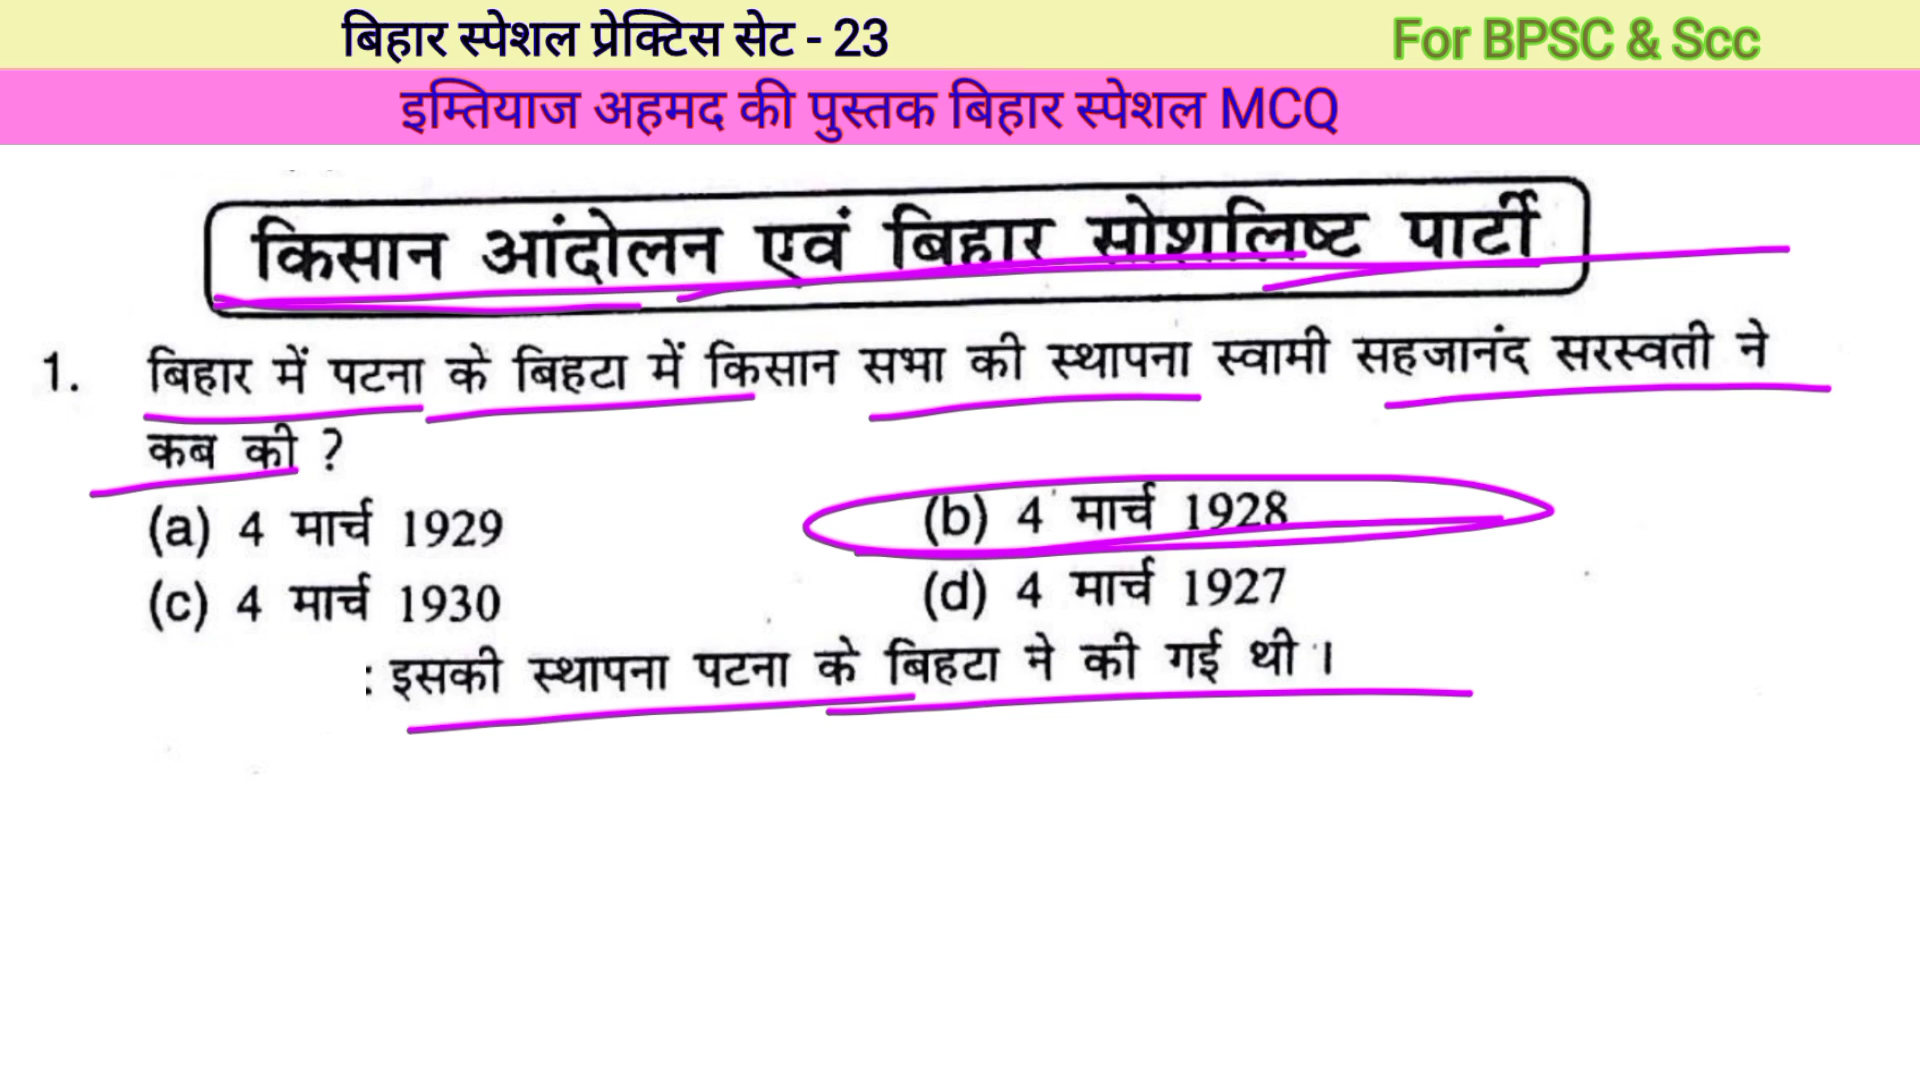 बिहार स्पेशल प्रेक्टिस सेट - 23
For BPSC & Scc
इम्तियाज अहमद की पुस्तक बिहार स्पेशल MCQ
किसान आंदोलन एवं बिहार सोशलिष्ट पार्टी
1. बिहार में पटना के बिहटा में किसान सभा की स्थापना स्वामी सहजानंद सरस्वती ने
कब की ?
(a) 4 मार्च 1929 (b) 4 मार्च 1928
(c) 4 मार्च 1930 (d) 4 मार्च 1927
: इसकी स्थापना पटना के बिहटा ने की गई थी ।